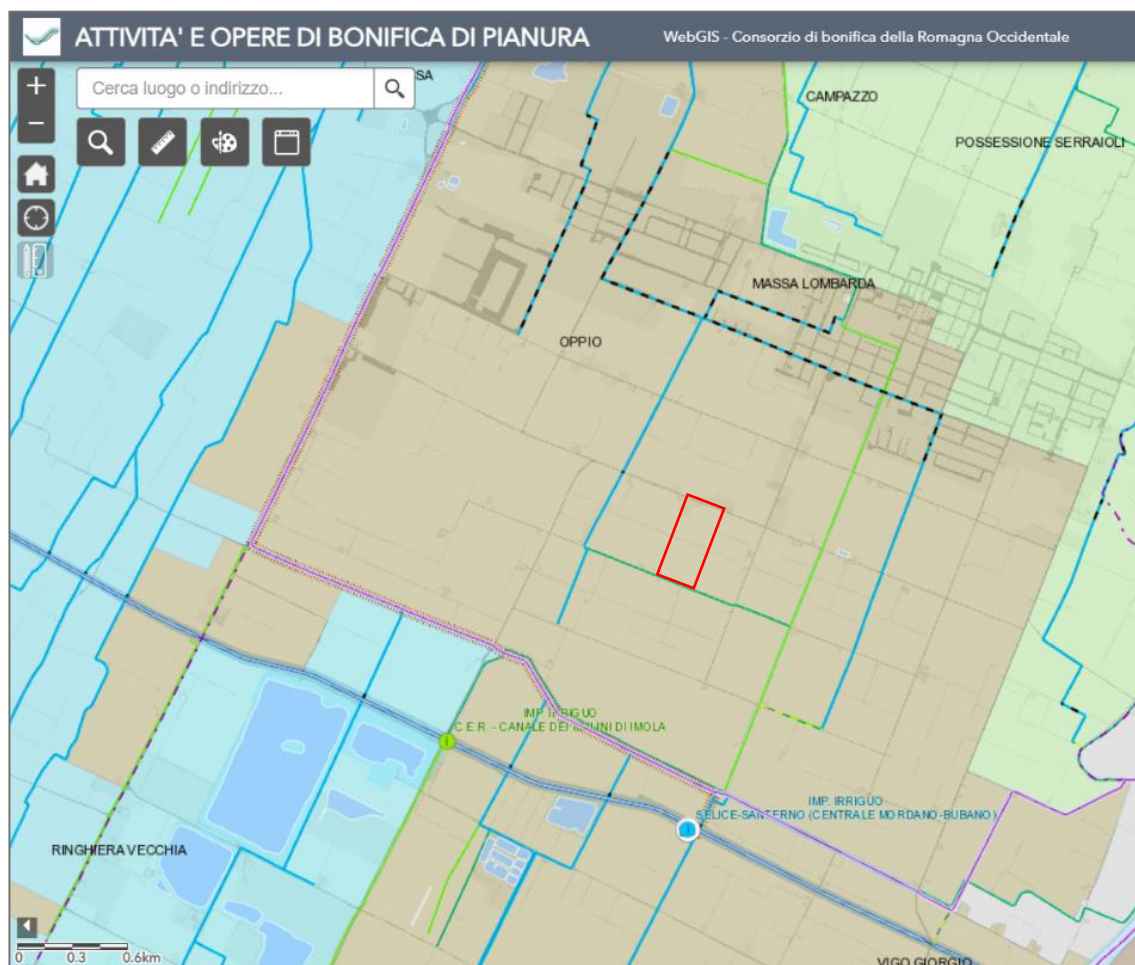 ATTIVITA' E OPERE DI BONIFICA DI PIANURA
WebGIS - Consorzio di bonifica della Romagna Occidentale
+
Cerca luogo o indirizzo...
SA
−
CAMPAZZO
POSSESSIONE SERRAIOLI
MASSA LOMBARDA
OPPIO
IMP. IRRIGUO
C.E.R. - CANALE DEI MULINI DI IMOLA
IMP. IRRIGUO
SELICE-SANTERNO (CENTRALE MORDANO-BUBANO)
RINGHIERA VECCHIA
VIGO GIORGIO
0 0.3 0.6km